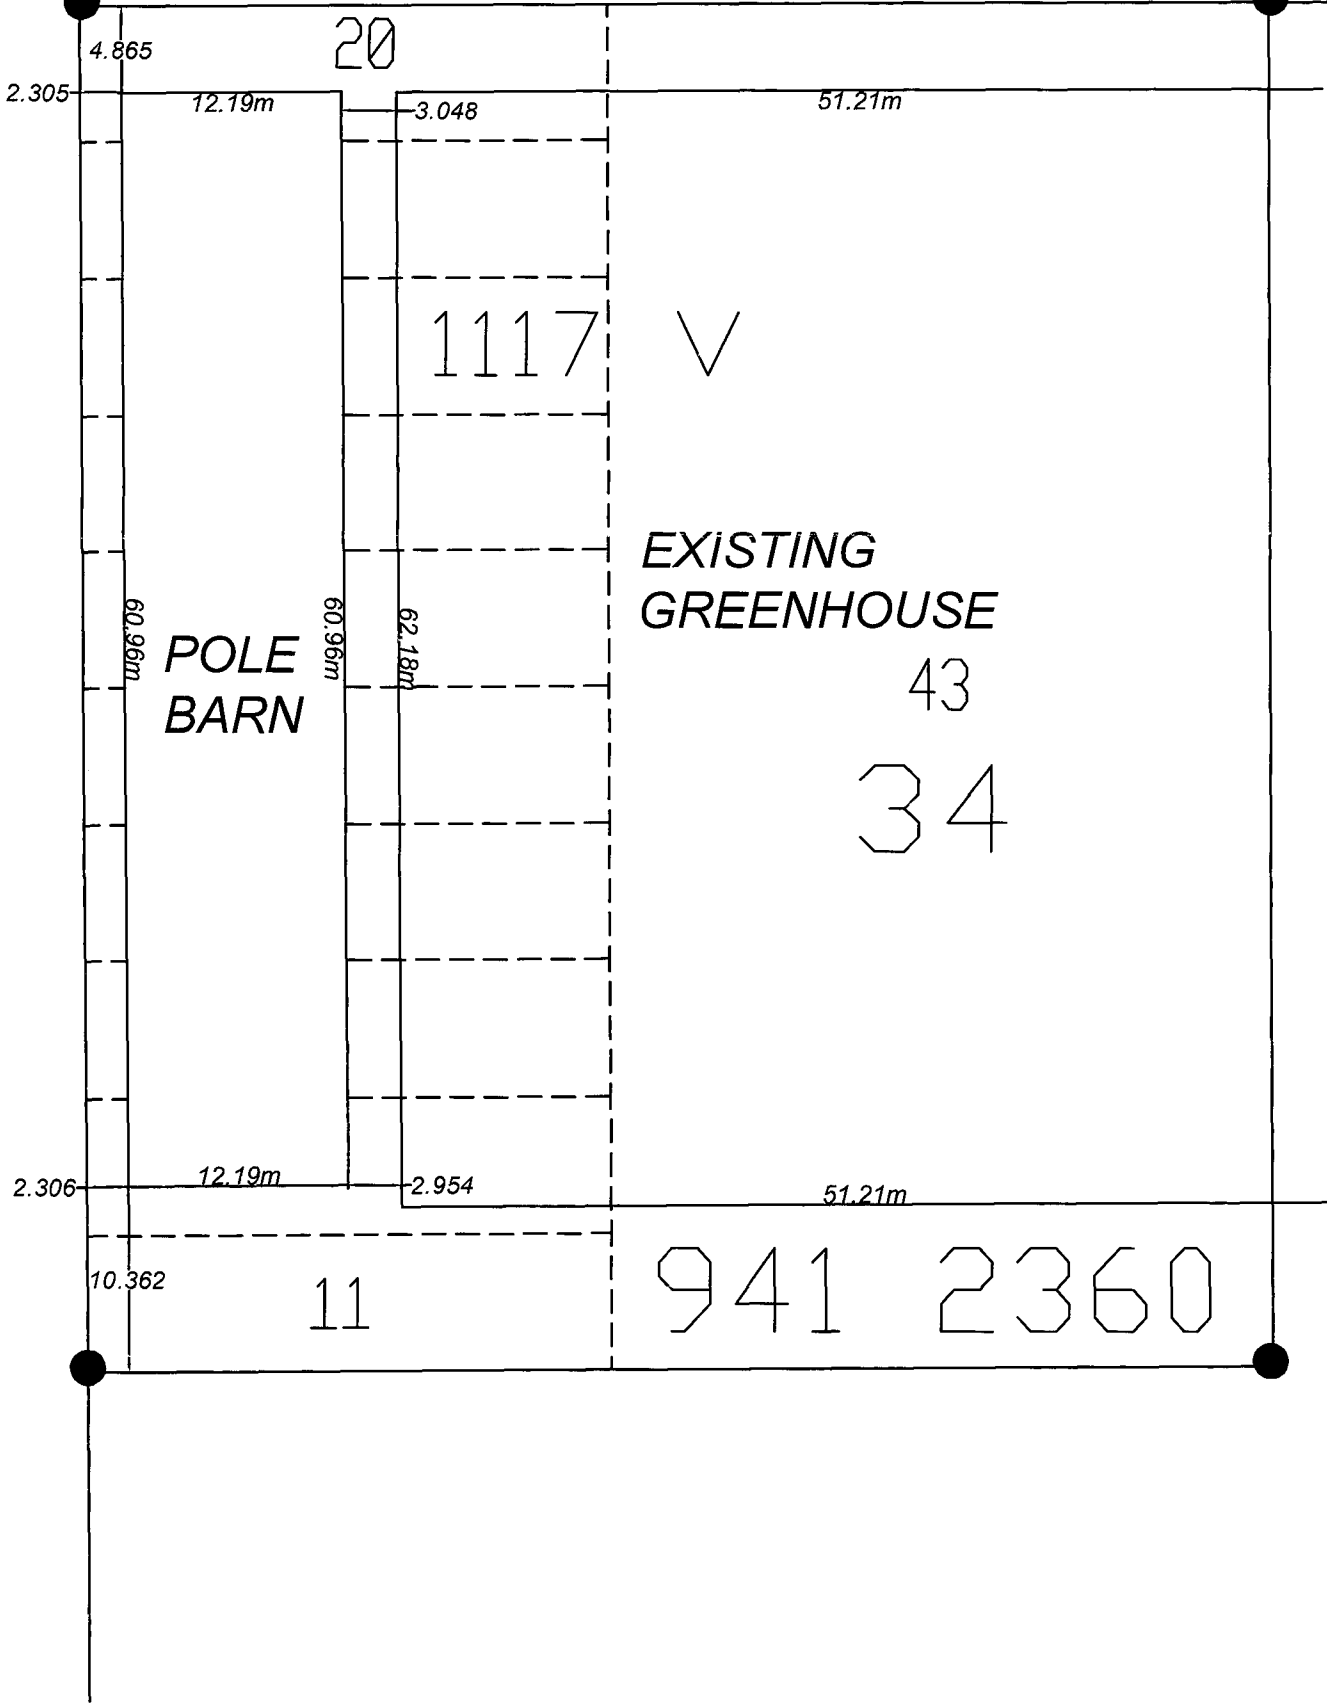 20
4.865
2.305
12.19m
3.048
51.21m
1117 V
EXISTING
GREENHOUSE
60.96m
60.96m
62.18m
POLE
BARN
43
34
2.306
12.19m
2.954
51.21m
10.362
11
941 2360